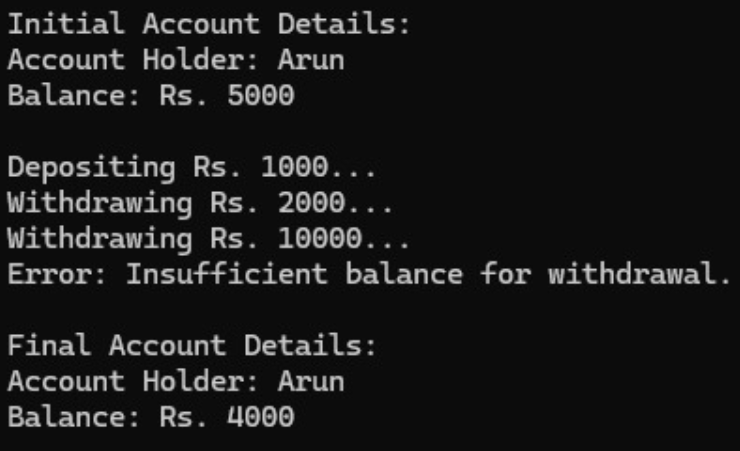 Initial Account Details:
Account Holder: Arun
Balance: Rs. 5000
Depositing Rs. 1000...
Withdrawing Rs. 2000...
Withdrawing Rs. 10000...
Error: Insufficient balance for withdrawal.
Final Account Details:
Account Holder: Arun
Balance: Rs. 4000